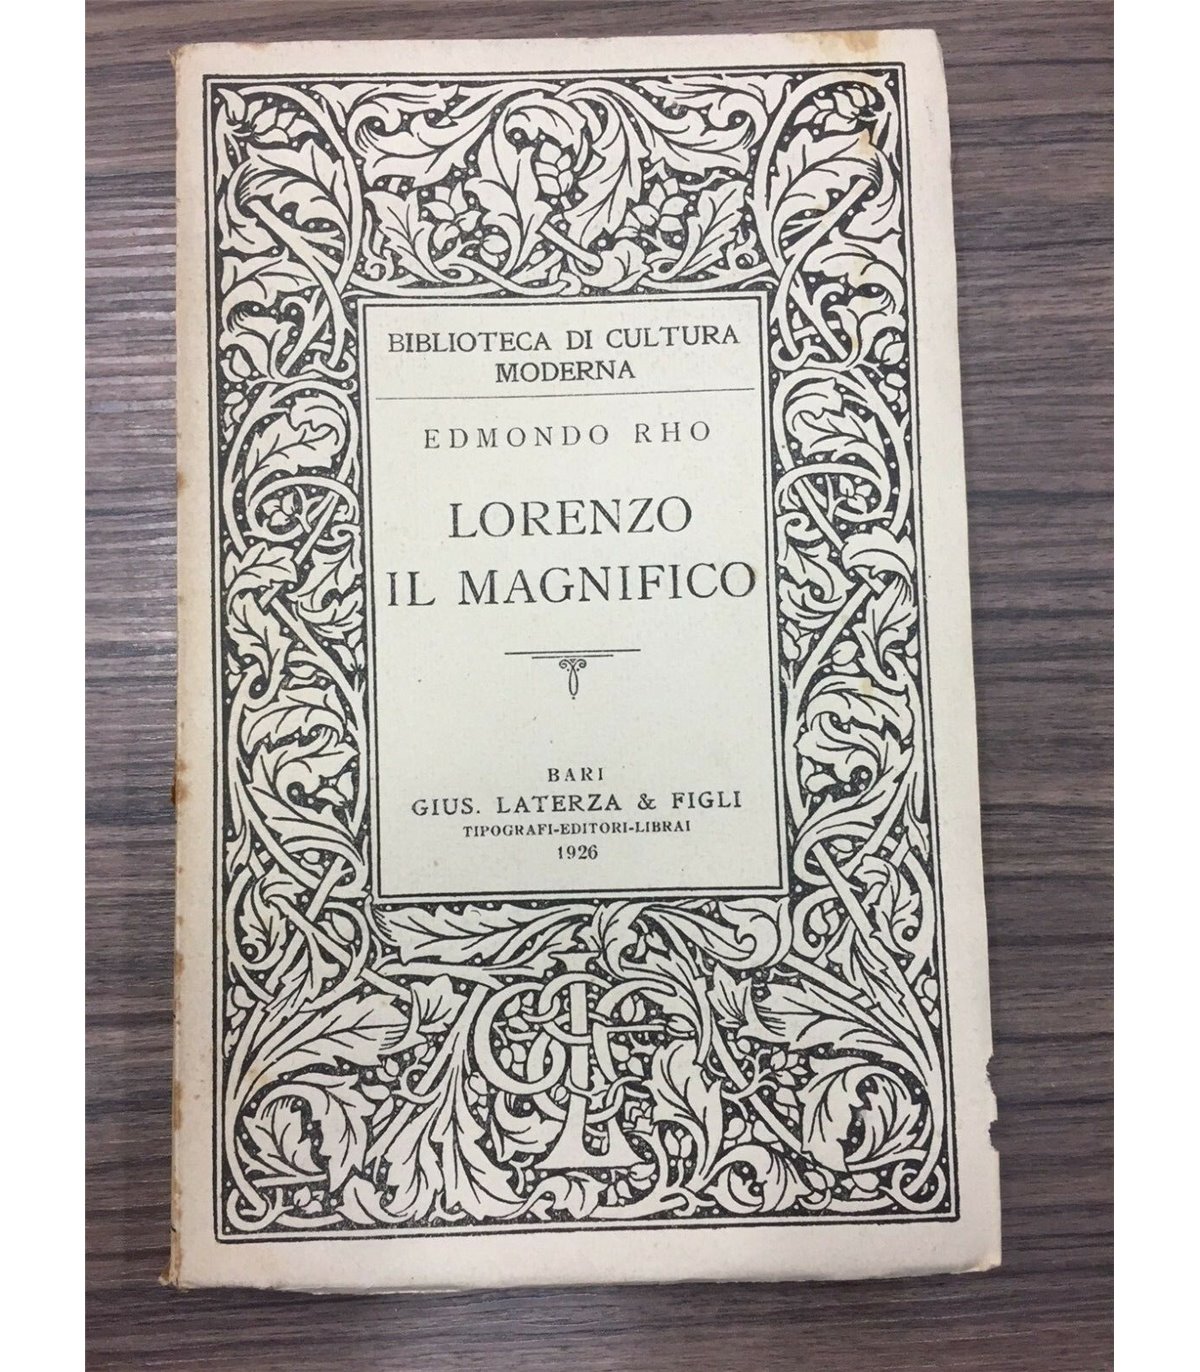 BIBLIOTECA DI CULTURA
MODERNA
EDMONDO RHO
LORENZO
IL MAGNIFICO
BARI
GIUS. LATERZA & FIGLI
TIPOGRAFI-EDITORI-LIBRAI
1926